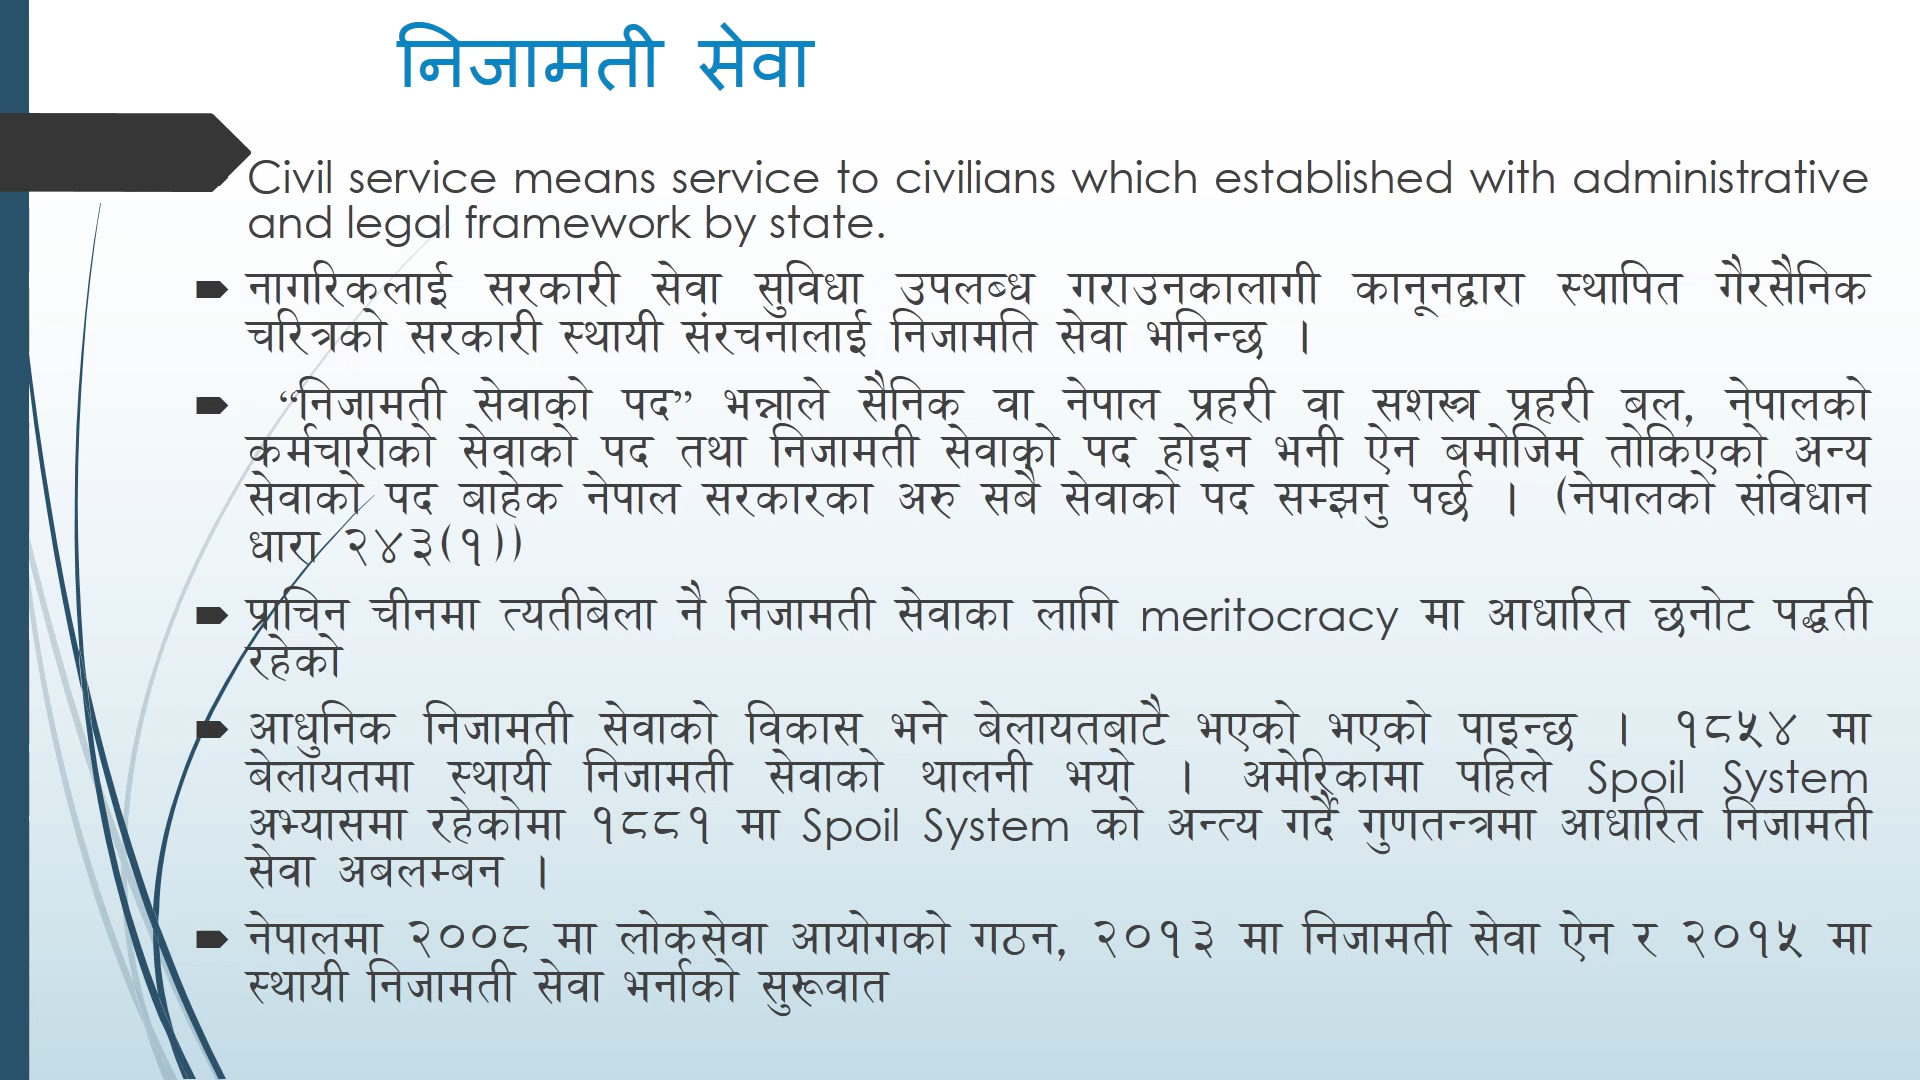 निजामती सेवा
Civil service means service to civilians which established with administrative
and legal framework by state.
नागरिकलाई सरकारी सेवा सुविधा उपलब्ध गराउनकालागी कानूनद्वारा स्थापित गैरसैनिक
चरित्रको सरकारी स्थायी संरचनालाई निजामति सेवा भनिन्छ ।
“निजामती सेवाको पद” भन्नाले सैनिक वा नेपाल प्रहरी वा सशस्त्र प्रहरी बल, नेपालको
कर्मचारीको सेवाको पद तथा निजामती सेवाको पद होइन भनी ऐन बमोजिम तोकिएको अन्य
सेवाको पद बाहेक नेपाल सरकारका अरु सबै सेवाको पद सम्झनु पर्छ । (नेपालको संविधान
धारा २४३(१))
प्राचिन चीनमा त्यतीबेला नै निजामती सेवाका लागि meritocracy मा आधारित छनोट पद्धती
रहेको
आधुनिक निजामती सेवाको विकास भने बेलायतबाटै भएको भएको पाइन्छ । १८५४ मा
बेलायतमा स्थायी निजामती सेवाको थालनी भयो । अमेरिकामा पहिले Spoil System
अभ्यासमा रहेकोमा १८८१ मा Spoil System को अन्त्य गर्दै गुणतन्त्रमा आधारित निजामती
सेवा अबलम्बन ।
नेपालमा २००८ मा लोकसेवा आयोगको गठन, २०१३ मा निजामती सेवा ऐन र २०१५ मा
स्थायी निजामती सेवा भर्नाको सुरूवात